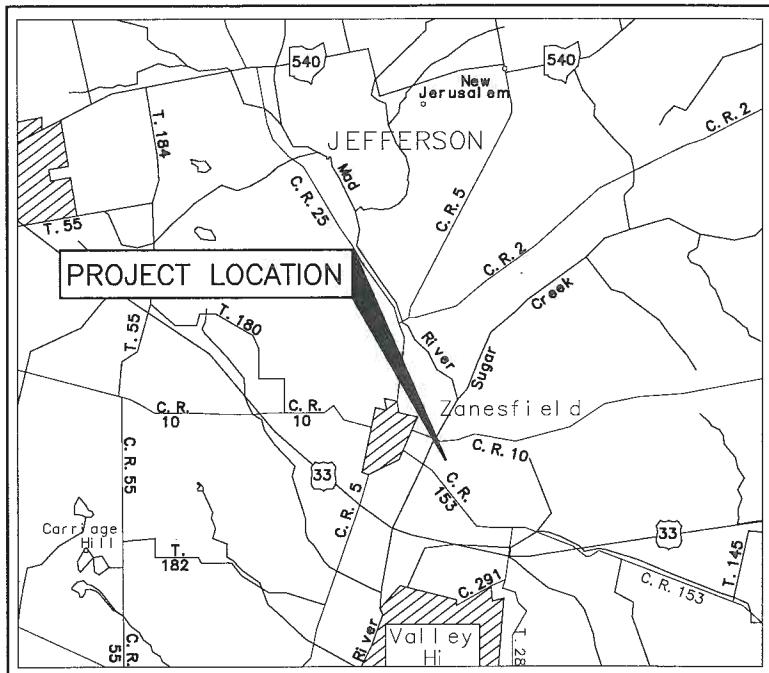 540
540
New
Jerusalem
C. R. 2
T. 184
JEFFERSON
Mad
C. R. 25
C. R. 5
T. 55
C. R. 2
PROJECT LOCATION
Creek
T. 55
T. 180
River
Sugar
Zanesfield
C. R.
10
C. R.
10
C. R. 10
C. R. 55
33
C. R. 5
C. R.
153
33
Carriage
Hill
T.
182
T. 145
C. 291
C. R. 153
River
Valley
Hi
T. 28
C. R.
55